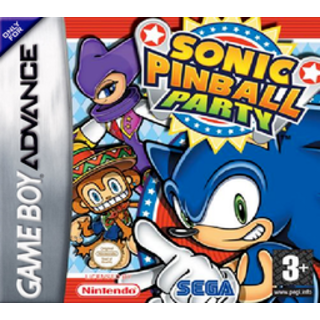 ONLY FOR
GAME BOY ADVANCE
SONIC
PINBALL
PARTY
Nintendo
SEGA
3+
www.pegi.info